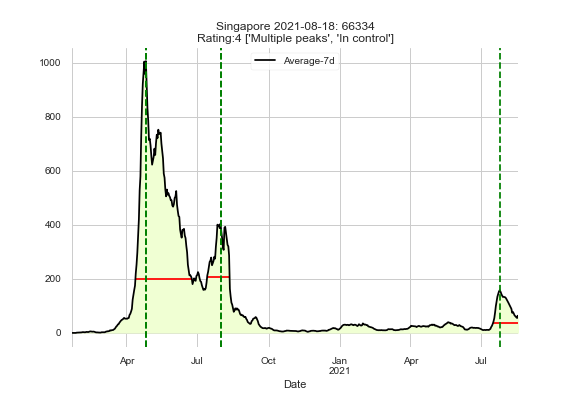 Singapore 2021-08-18: 66334
Rating:4 ['Multiple peaks', 'In control']
Average-7d
1000
800
600
400
200
0
Apr
Jul
Oct
Jan
2021
Apr
Jul
Date